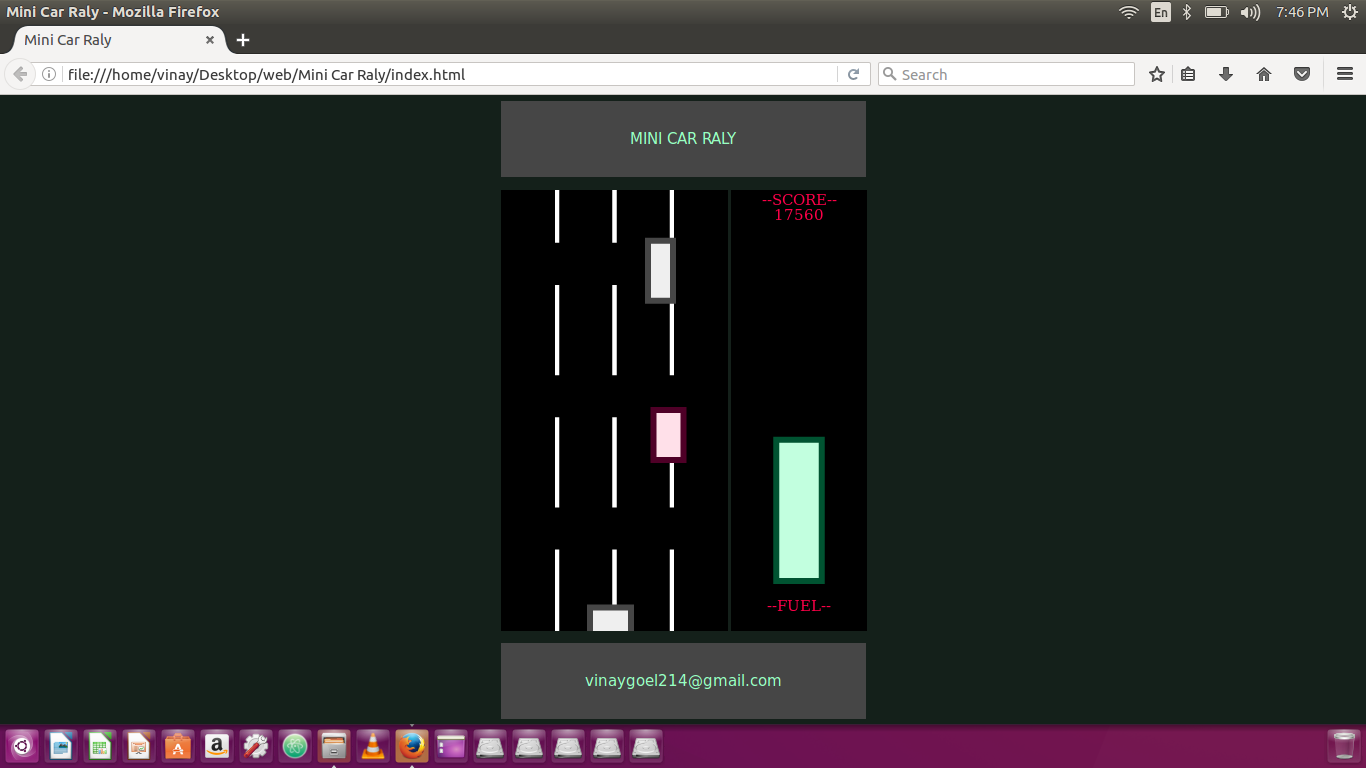 Mini Car Raly - Mozilla Firefox
En
7:46 PM
Mini Car Raly
file:///home/vinay/Desktop/web/Mini Car Raly/index.html
Search
MINI CAR RALY
--SCORE--
17560
--FUEL--
vinaygoel214@gmail.com